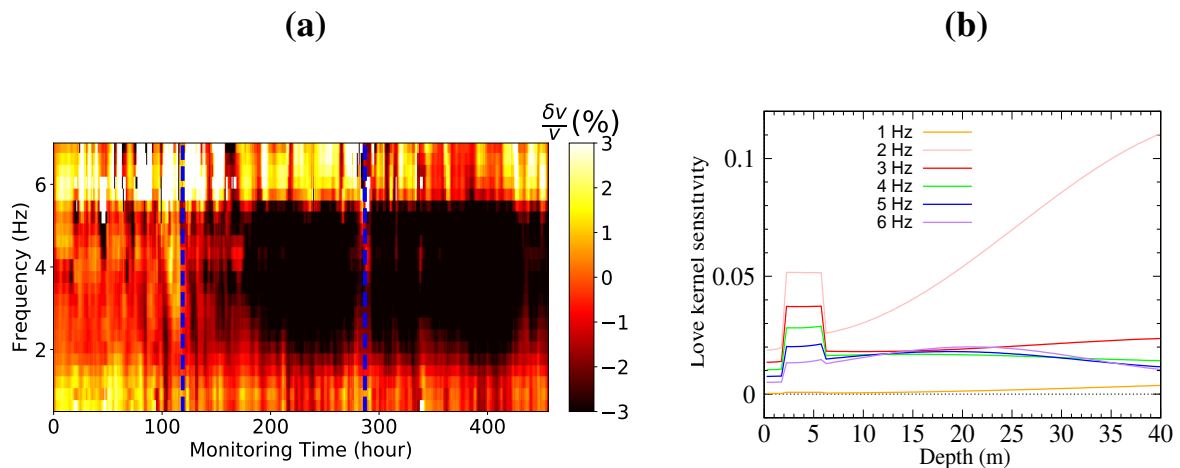 (a)
(b)
δv/v (%)
3
2
1
0
−1
−2
−3
6
4
2
Frequency (Hz)
0 100 200 300 400
Monitoring Time (hour)
1 Hz
2 Hz
3 Hz
4 Hz
5 Hz
6 Hz
0.1
0.05
0
Love kernel sensitivity
0 5 10 15 20 25 30 35 40
Depth (m)